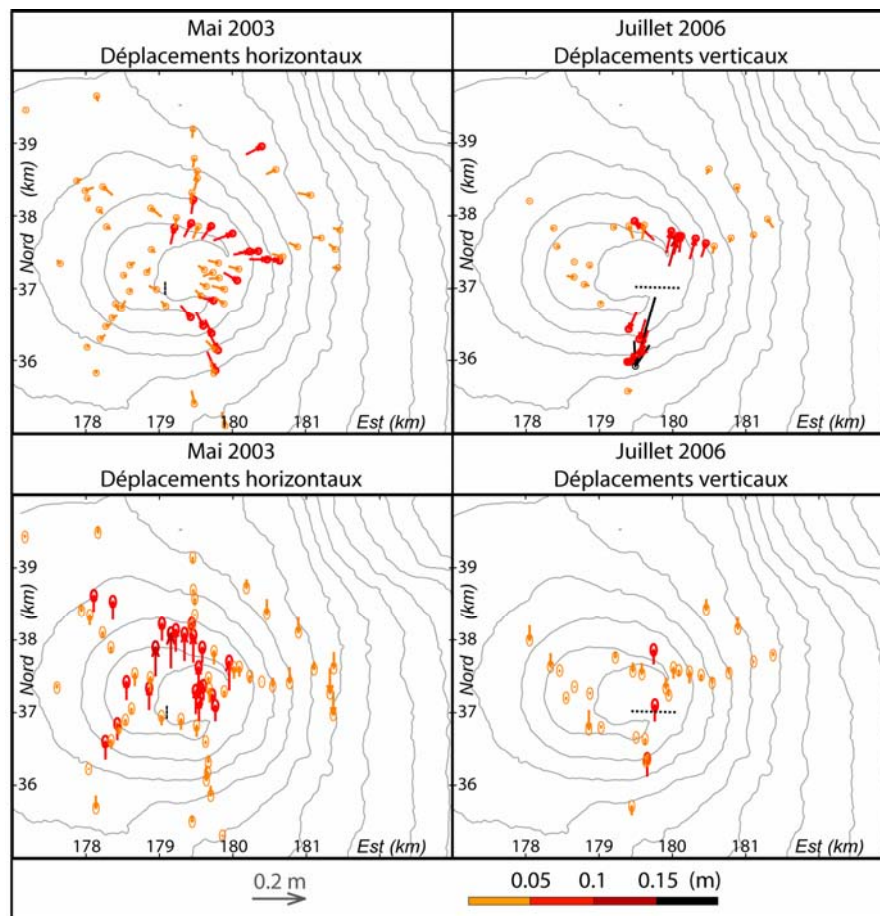 Mai 2003
Déplacements horizontaux
Juillet 2006
Déplacements verticaux
Nord (km)
39
38
37
36
178
179
180
181
Est (km)
39
38
37
36
178
179
180
181
Est (km)
Mai 2003
Déplacements horizontaux
Juillet 2006
Déplacements verticaux
Nord (km)
39
38
37
36
178
179
180
181
Est (km)
Nord (km)
39
38
37
36
178
179
180
181
Est (km)
0.2 m
0.05 0.1 0.15 (m)